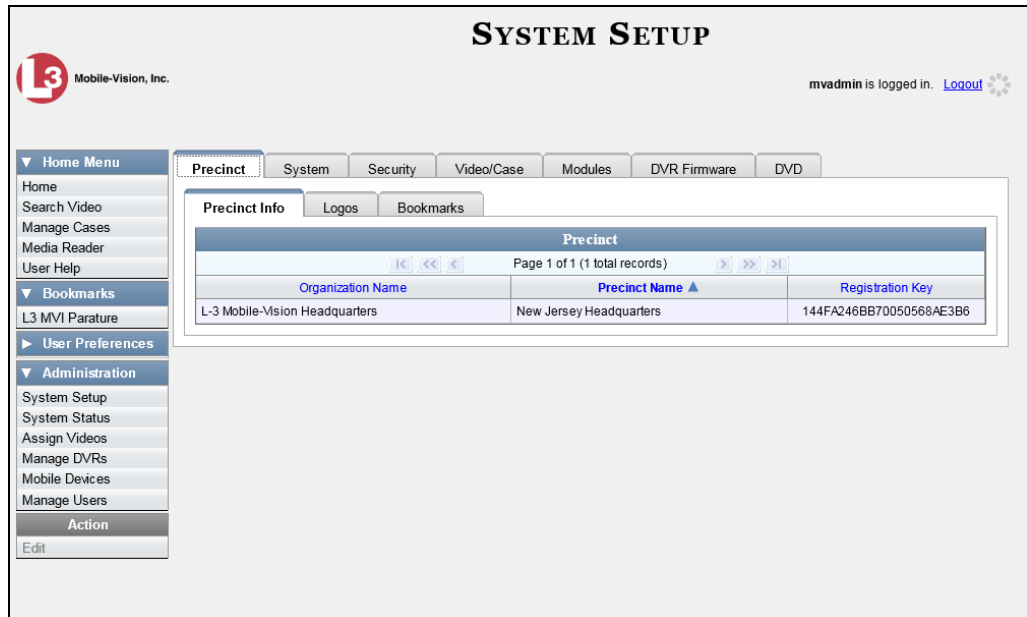 SYSTEM SETUP
L3 Mobile-Vision, Inc.
mvadmin is logged in. Logout
▼ Home Menu
Home
Search Video
Manage Cases
Media Reader
User Help
▼ Bookmarks
L3 MVI Parature
▶ User Preferences
▼ Administration
System Setup
System Status
Assign Videos
Manage DVRs
Mobile Devices
Manage Users
Action
Edit
Precinct System Security Video/Case Modules DVR Firmware DVD
Precinct Info Logos Bookmarks
Precinct
|< << < Page 1 of 1 (1 total records) > >> >|
Organization Name Precinct Name ▲ Registration Key
L-3 Mobile-Vision Headquarters New Jersey Headquarters 144FA246BB70050568AE3B6